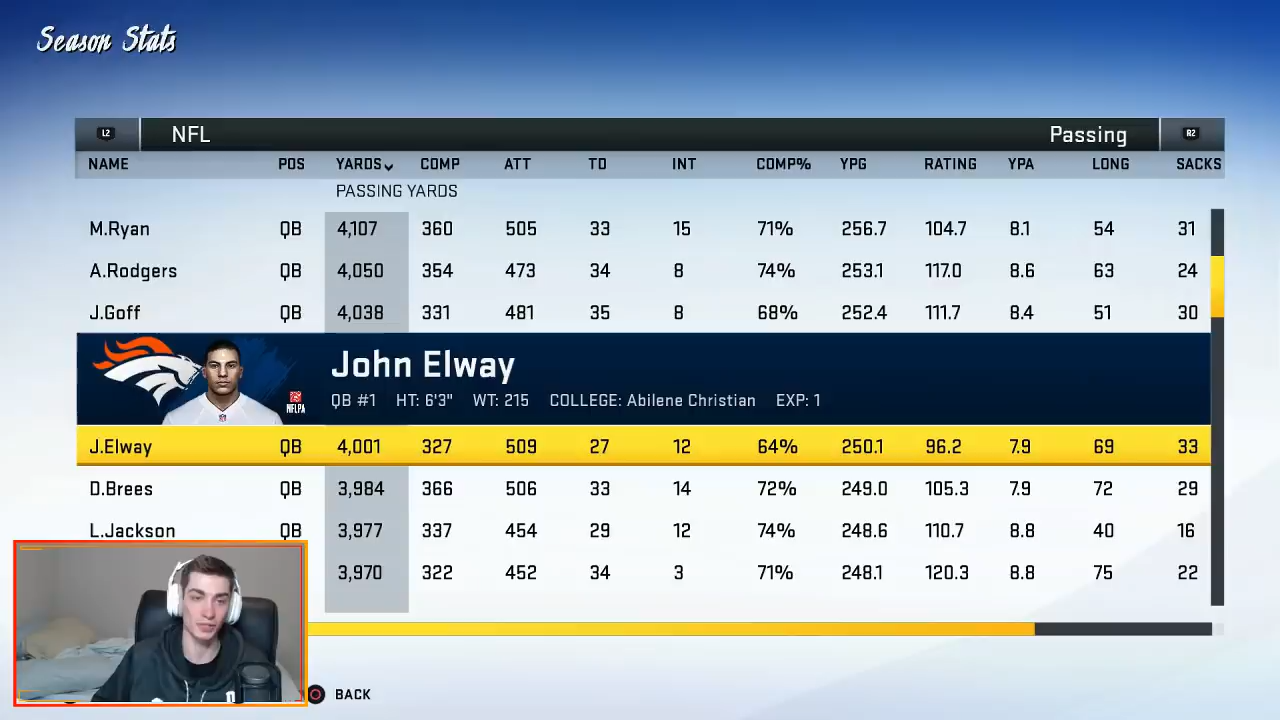 Season Stats
L2 NFL Passing R2
NAME POS YARDS COMP ATT TD INT COMP% YPG RATING YPA LONG SACKS
PASSING YARDS
M.Ryan QB 4,107 360 505 33 15 71% 256.7 104.7 8.1 54 31
A.Rodgers QB 4,050 354 473 34 8 74% 253.1 117.0 8.6 63 24
J.Goff QB 4,038 331 481 35 8 68% 252.4 111.7 8.4 51 30
John Elway
QB #1 HT: 6'3" WT: 215 COLLEGE: Abilene Christian EXP: 1
NFLPA
J.Elway QB 4,001 327 509 27 12 64% 250.1 96.2 7.9 69 33
D.Brees QB 3,984 366 506 33 14 72% 249.0 105.3 7.9 72 29
L.Jackson QB 3,977 337 454 29 12 74% 248.6 110.7 8.8 40 16
3,970 322 452 34 3 71% 248.1 120.3 8.8 75 22
BACK